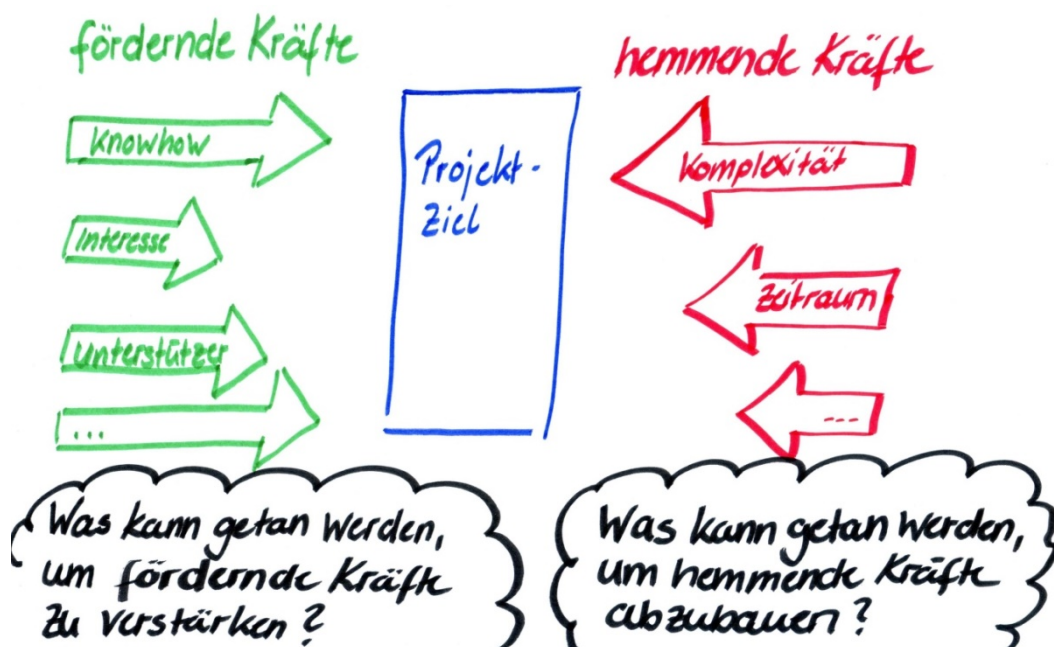 fördernde Kräfte
Knowhow
Interesse
Unterstützer
...
Projekt-
Ziel
hemmende Kräfte
Komplexität
Zeitraum
---
Was kann getan werden,
um fördernde Kräfte
zu verstärken?
Was kann getan werden,
um hemmende Kräfte
abzubauen?